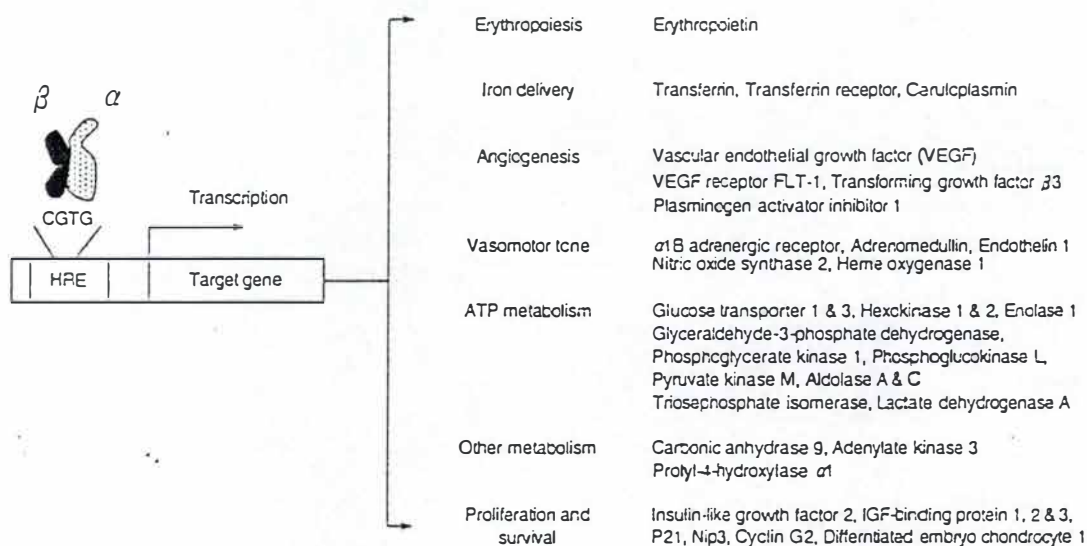 β α
CGTG
Transcription
HRE Target gene
Erythropoiesis Erythropoietin
Iron delivery Transferrin, Transferrin receptor, Caruloplasmin
Angiogenesis Vascular endothelial growth factor (VEGF)
VEGF receptor FLT-1, Transforming growth factor β3
Plasminogen activator inhibitor 1
Vasomotor tone α1B adrenergic receptor, Adrenomedullin, Endothelin 1
Nitric oxide synthase 2, Heme oxygenase 1
ATP metabolism Glucose transporter 1 & 3, Hexokinase 1 & 2, Enolase 1
Glyceraldehyde-3-phosphate dehydrogenase,
Phosphoglycerate kinase 1, Phosphoglucokinase L,
Pyruvate kinase M, Aldolase A & C
Triosephosphate isomerase, Lactate dehydrogenase A
Other metabolism Carbonic anhydrase 9, Adenylate kinase 3
Prolyl-4-hydroxylase α1
Proliferation and Insulin-like growth factor 2, IGF-binding protein 1, 2 & 3,
survival P21, Nip3, Cyclin G2, Differntiated embryo chondrocyte 1